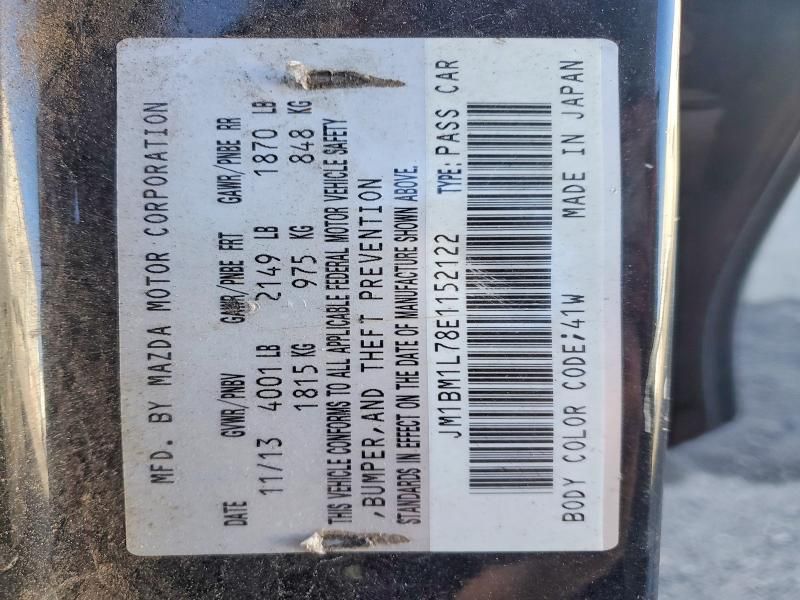 MFD. BY MAZDA MOTOR CORPORATION
DATE GVWR/PNBV GAWR/PNBE FRT GAWR/PNBE RR
11/13 4001 LB 2149 LB 1870 LB
1815 KG 975 KG 848 KG
THIS VEHICLE CONFORMS TO ALL APPLICABLE FEDERAL MOTOR VEHICLE SAFETY
,BUMPER,AND THEFT PREVENTION
STANDARDS IN EFFECT ON THE DATE OF MANUFACTURE SHOWN ABOVE.
JM1BM1L78E1152122 TYPE: PASS CAR
BODY COLOR CODE;41W MADE IN JAPAN